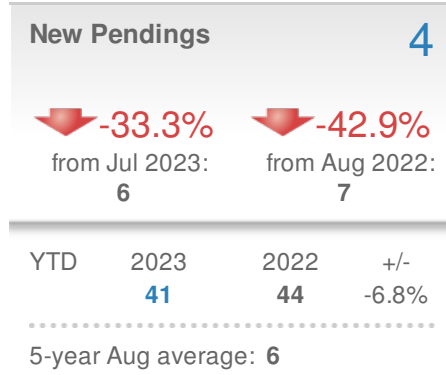 New Pendings 4
-33.3% -42.9%
from Jul 2023: from Aug 2022:
6 7
YTD 2023 2022 +/-
41 44 -6.8%
5-year Aug average: 6